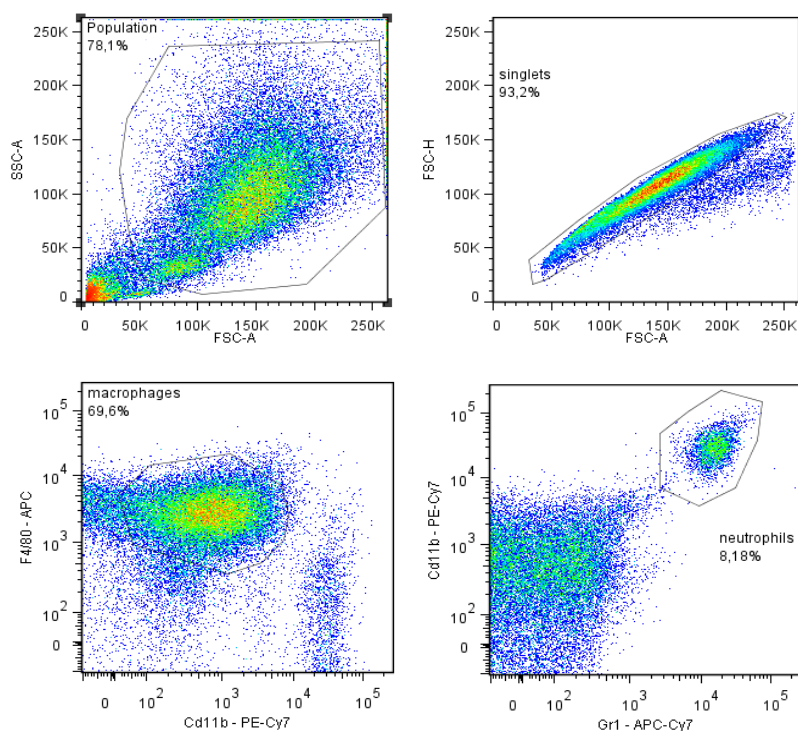 Population
78,1%
250K
200K
150K
100K
50K
0
SSC-A
0 50K 100K 150K 200K 250K
FSC-A
singlets
93,2%
250K
200K
150K
100K
50K
0
FSC-H
50K 100K 150K 200K 250K
FSC-A
macrophages
69,6%
10^5
10^4
10^3
10^2
0
F4/80 - APC
0 10^2 10^3 10^4 10^5
Cd11b - PE-Cy7
10^5
10^4
10^3
10^2
0
Cd11b - PE-Cy7
neutrophils
8,18%
0 10^2 10^3 10^4 10^5
Gr1 - APC-Cy7